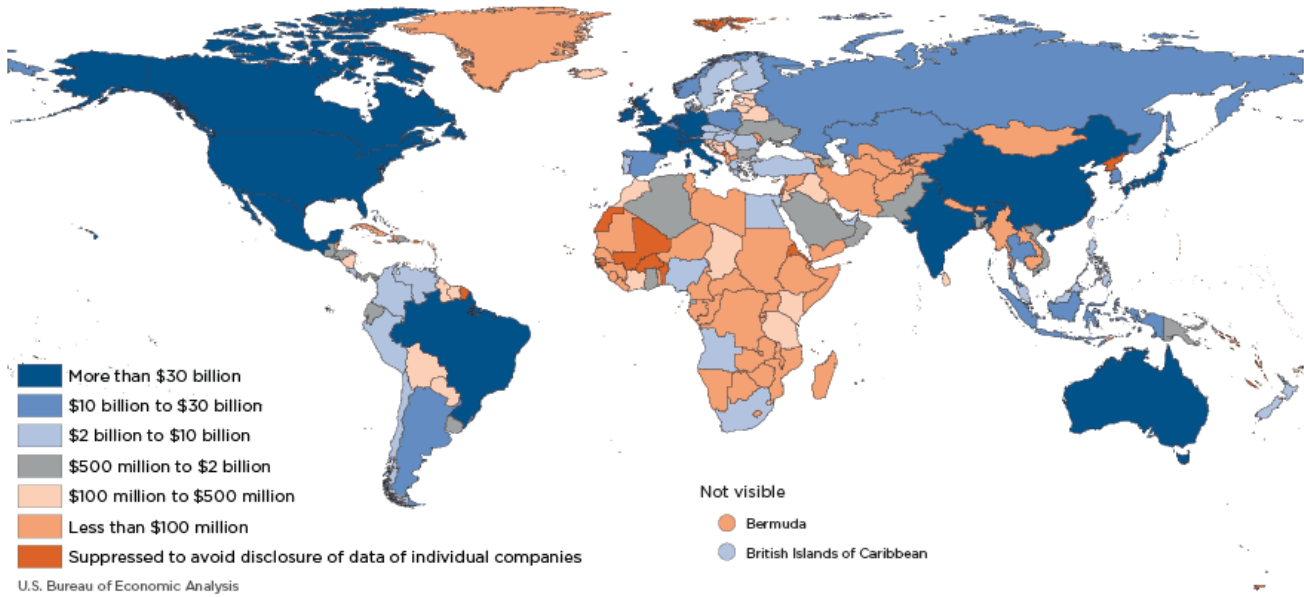 More than $30 billion
$10 billion to $30 billion
$2 billion to $10 billion
$500 million to $2 billion
$100 million to $500 million
Less than $100 million
Suppressed to avoid disclosure of data of individual companies
U.S. Bureau of Economic Analysis
Not visible
Bermuda
British Islands of Caribbean